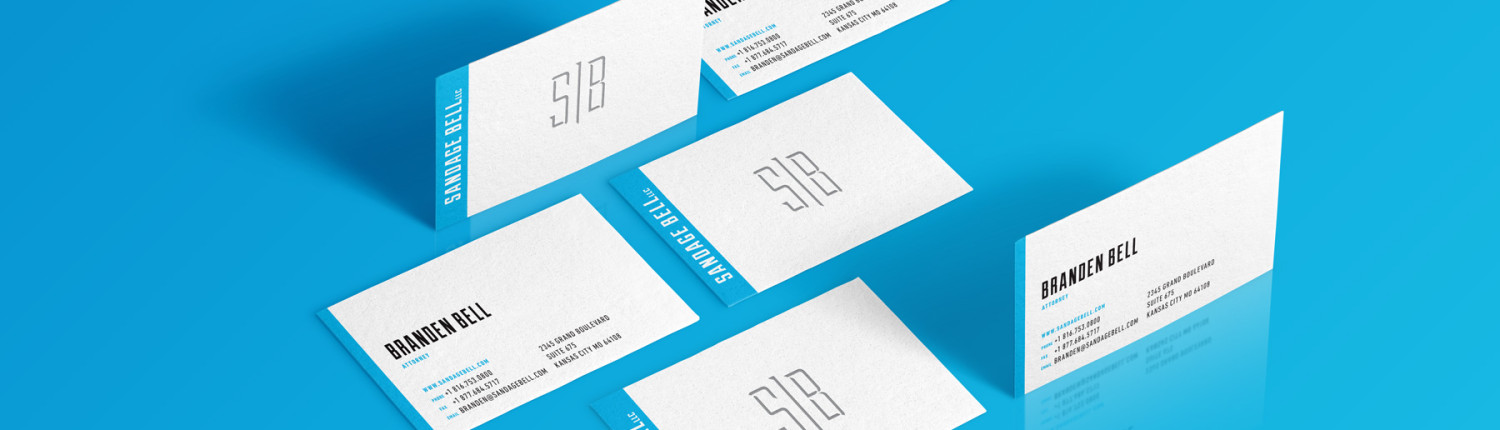 SANDAGE BELL LLC
S|B
WWW.SANDAGEBELL.COM
PHONE +1 816.753.0800
FAX +1 877.684.5717
EMAIL BRANDEN@SANDAGEBELL.COM
2345 GRAND BOULEVARD
SUITE 675
KANSAS CITY MO 64108
SANDAGE BELL LLC
S|B
BRANDEN BELL
ATTORNEY
WWW.SANDAGEBELL.COM
PHONE +1 816.753.0800
FAX +1 877.684.5717
EMAIL BRANDEN@SANDAGEBELL.COM
2345 GRAND BOULEVARD
SUITE 675
KANSAS CITY MO 64108
BRANDEN BELL
ATTORNEY
WWW.SANDAGEBELL.COM
PHONE +1 816.753.0800
FAX +1 877.684.5717
EMAIL BRANDEN@SANDAGEBELL.COM
2345 GRAND BOULEVARD
SUITE 675
KANSAS CITY MO 64108
LLC
S|B